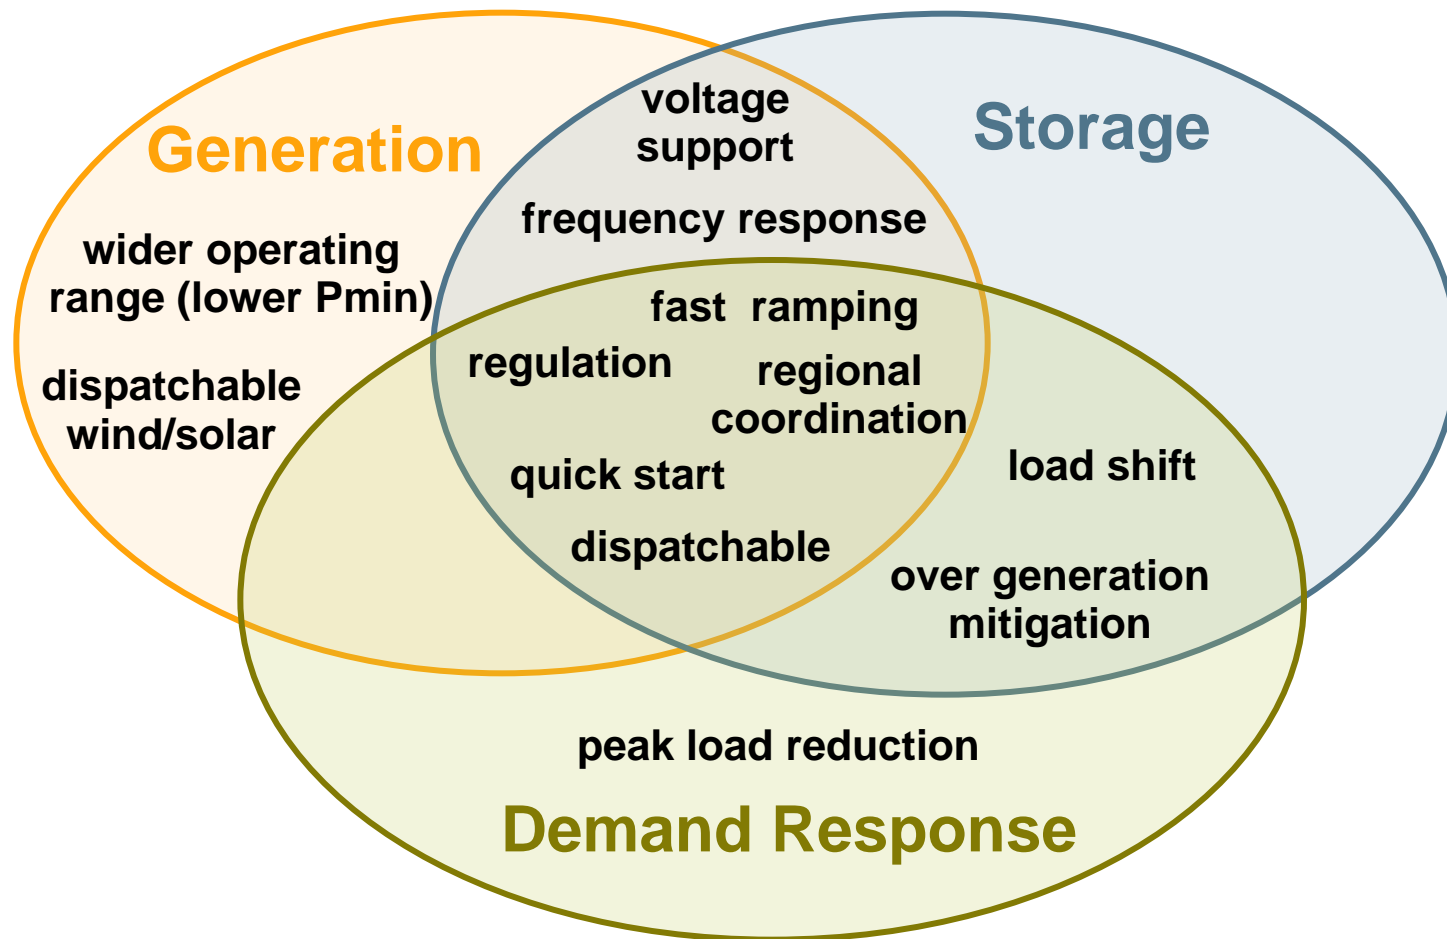 Generation
Storage
voltage
support
frequency response
wider operating
range (lower Pmin)
dispatchable
wind/solar
fast ramping
regulation
regional
coordination
quick start
dispatchable
load shift
over generation
mitigation
peak load reduction
Demand Response